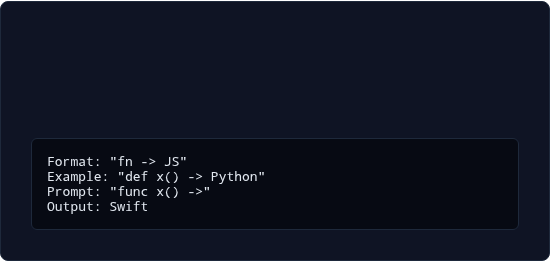 Format: "fn -> JS"
Example: "def x() -> Python"
Prompt: "func x() ->"
Output: Swift